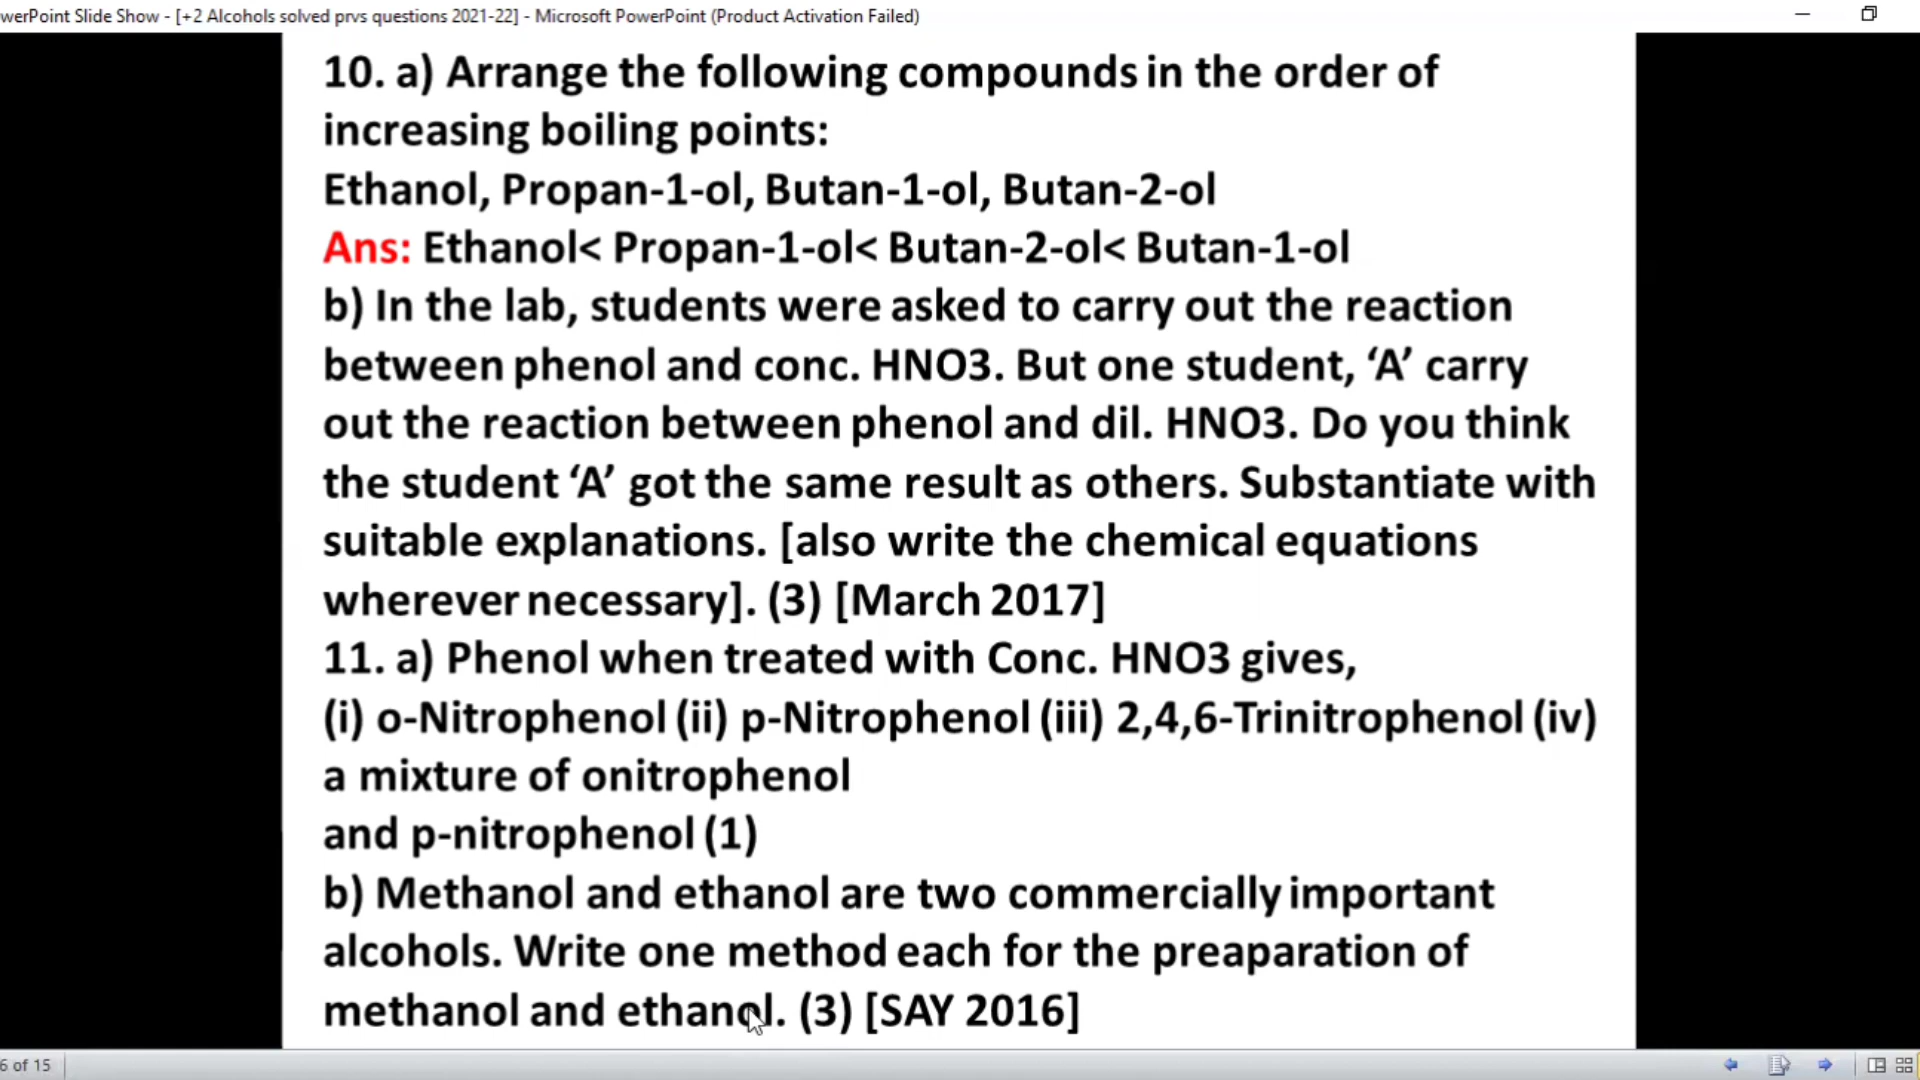 werPoint Slide Show - [+2 Alcohols solved prvs questions 2021-22] - Microsoft PowerPoint (Product Activation Failed)
10. a) Arrange the following compounds in the order of
increasing boiling points:
Ethanol, Propan-1-ol, Butan-1-ol, Butan-2-ol
Ans: Ethanol< Propan-1-ol< Butan-2-ol< Butan-1-ol
b) In the lab, students were asked to carry out the reaction
between phenol and conc. HNO3. But one student, ‘A’ carry
out the reaction between phenol and dil. HNO3. Do you think
the student ‘A’ got the same result as others. Substantiate with
suitable explanations. [also write the chemical equations
wherever necessary]. (3) [March 2017]
11. a) Phenol when treated with Conc. HNO3 gives,
(i) o-Nitrophenol (ii) p-Nitrophenol (iii) 2,4,6-Trinitrophenol (iv)
a mixture of onitrophenol
and p-nitrophenol (1)
b) Methanol and ethanol are two commercially important
alcohols. Write one method each for the preaparation of
methanol and ethanol. (3) [SAY 2016]
6 of 15